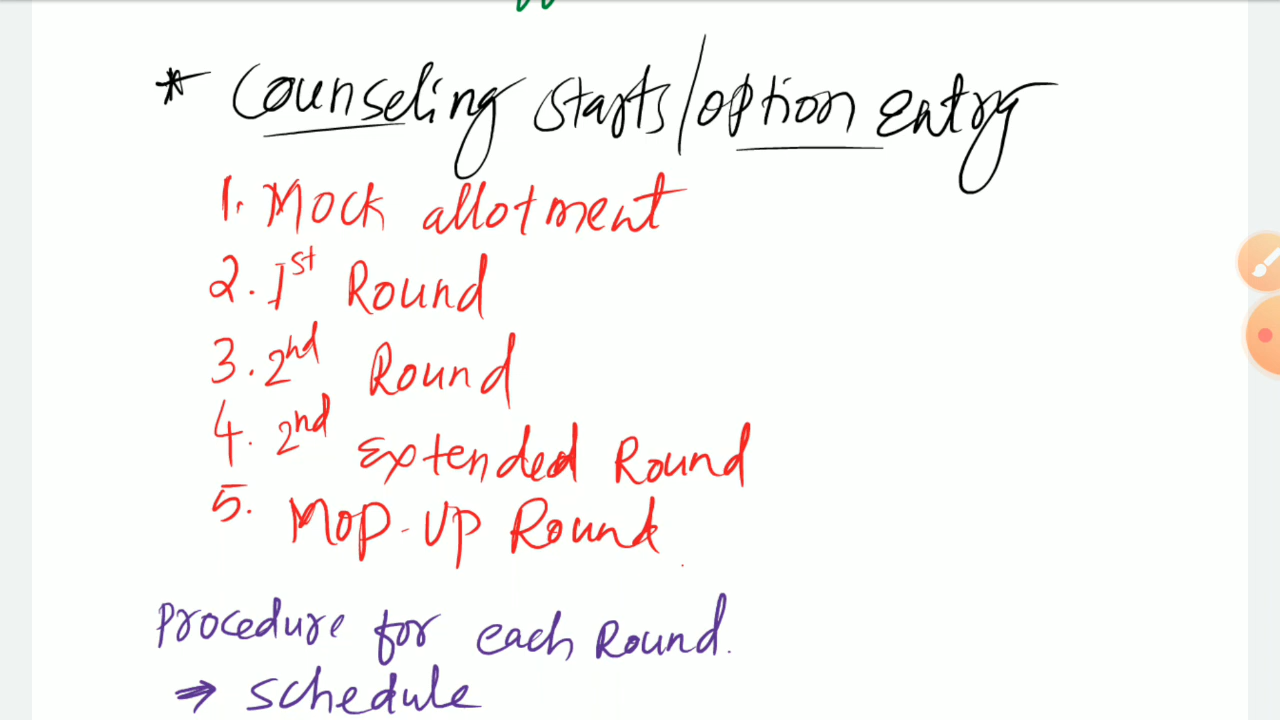 * Counseling starts/option entry
1. Mock allotment
2. 1st Round
3. 2nd Round
4. 2nd Extended Round
5. Mop-up Round
procedure for each Round.
→ schedule